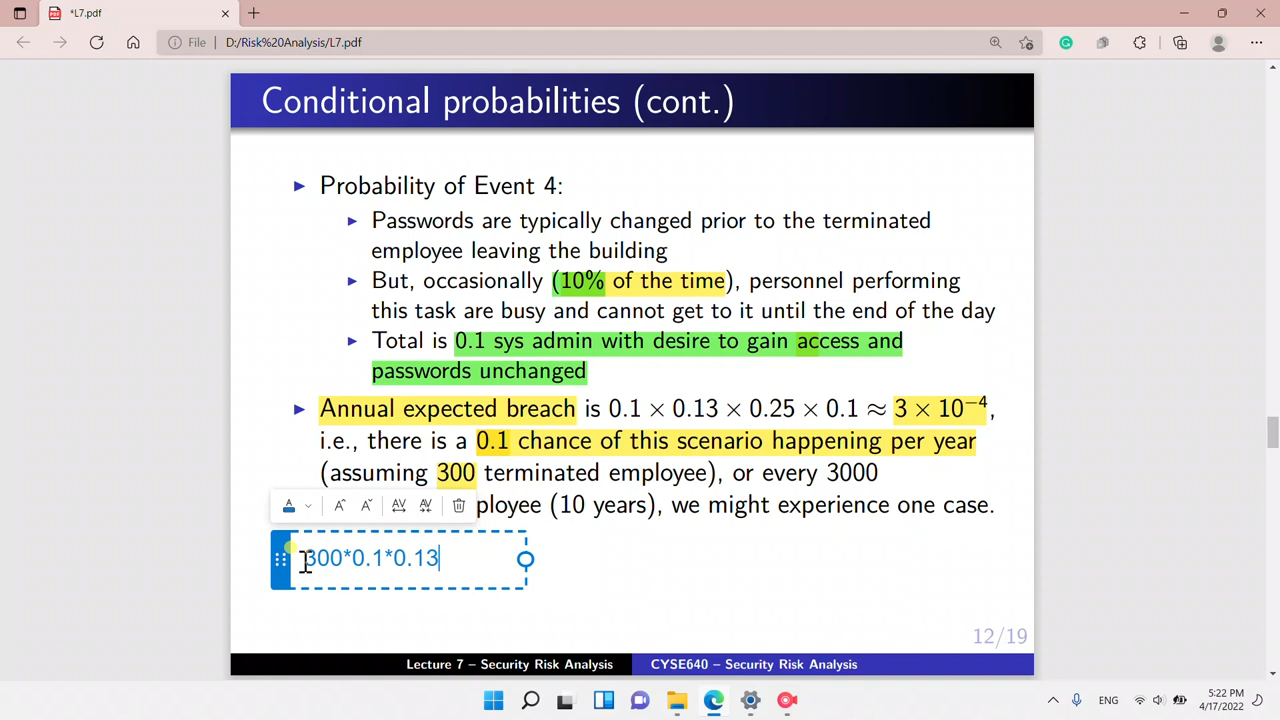 *L7.pdf
File
D:/Risk%20Analysis/L7.pdf
Conditional probabilities (cont.)
Probability of Event 4:
Passwords are typically changed prior to the terminated
employee leaving the building
But, occasionally (10% of the time), personnel performing
this task are busy and cannot get to it until the end of the day
Total is 0.1 sys admin with desire to gain access and
passwords unchanged
Annual expected breach is 0.1 × 0.13 × 0.25 × 0.1 ≈ 3 × 10⁻⁴,
i.e., there is a 0.1 chance of this scenario happening per year
(assuming 300 terminated employee), or every 3000
ployee (10 years), we might experience one case.
300*0.1*0.13
12/19
Lecture 7 – Security Risk Analysis
CYSE640 – Security Risk Analysis
ENG
5:22 PM
4/17/2022